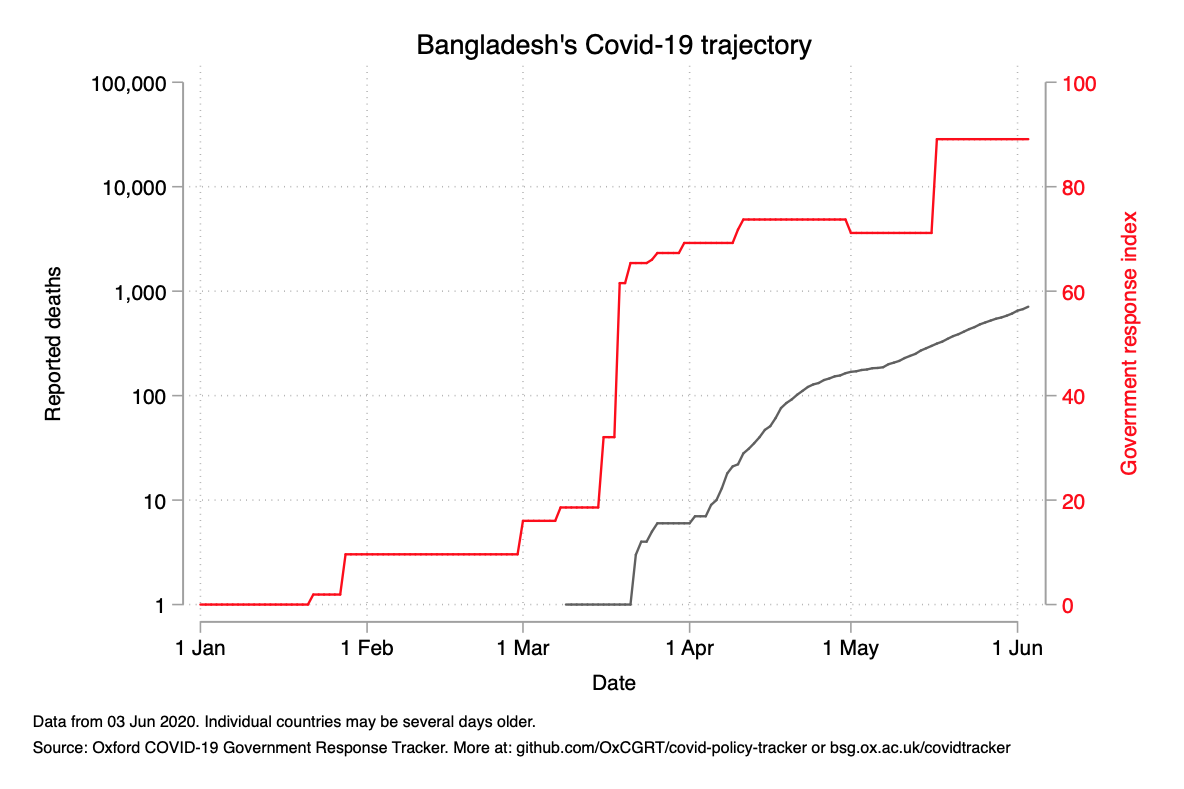 Bangladesh's Covid-19 trajectory
100,000
10,000
1,000
100
10
1
Reported deaths
100
80
60
40
20
0
Government response index
1 Jan
1 Feb
1 Mar
1 Apr
1 May
1 Jun
Date
Data from 03 Jun 2020. Individual countries may be several days older.
Source: Oxford COVID-19 Government Response Tracker. More at: github.com/OxCGRT/covid-policy-tracker or bsg.ox.ac.uk/covidtracker